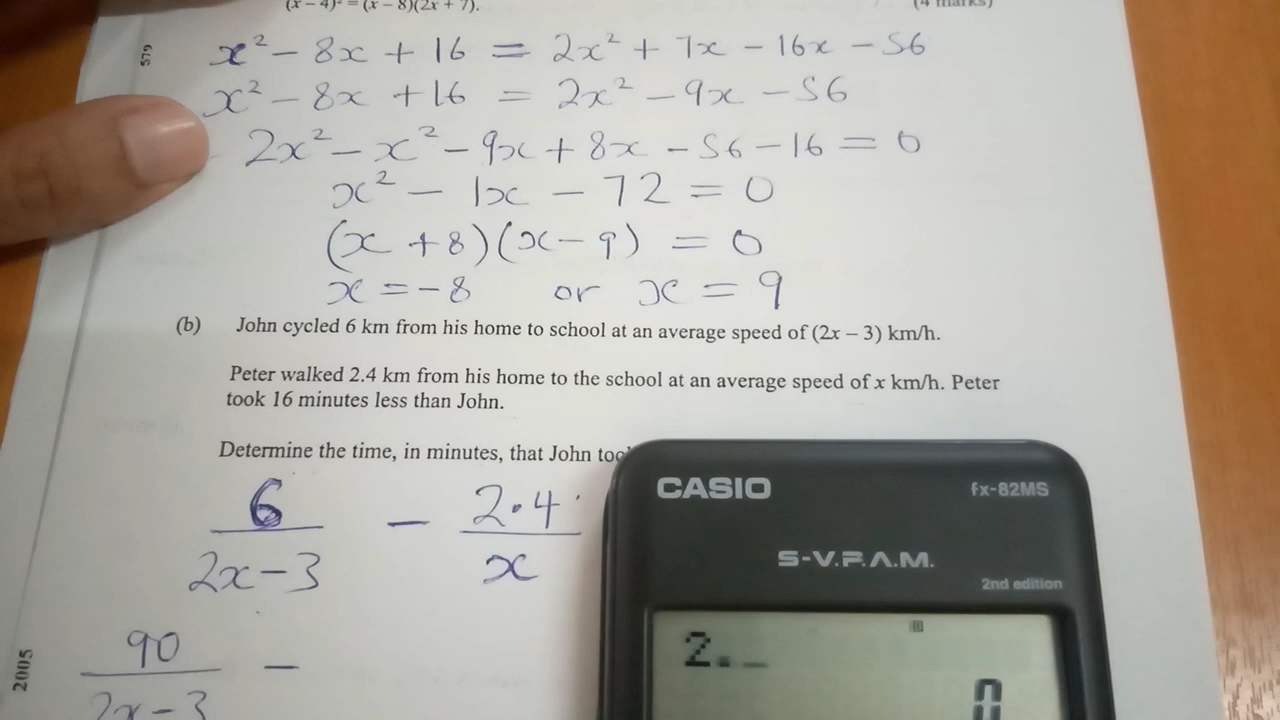 (x – 4)² = (x – 8)(2x + 7).
(4 marks)
579
x² – 8x + 16 = 2x² + 7x – 16x – 56
x² – 8x + 16 = 2x² – 9x – 56
2x² – x² – 9x + 8x – 56 – 16 = 0
x² – 1x – 72 = 0
(x + 8)(x – 9) = 0
x = –8 or x = 9
(b) John cycled 6 km from his home to school at an average speed of (2x – 3) km/h.
Peter walked 2.4 km from his home to the school at an average speed of x km/h. Peter
took 16 minutes less than John.
Determine the time, in minutes, that John
6 – 2.4
2x – 3 x
CASIO fx-82MS
S-V.P.A.M.
2nd edition
2._
0
90 –
2x – 3
2005